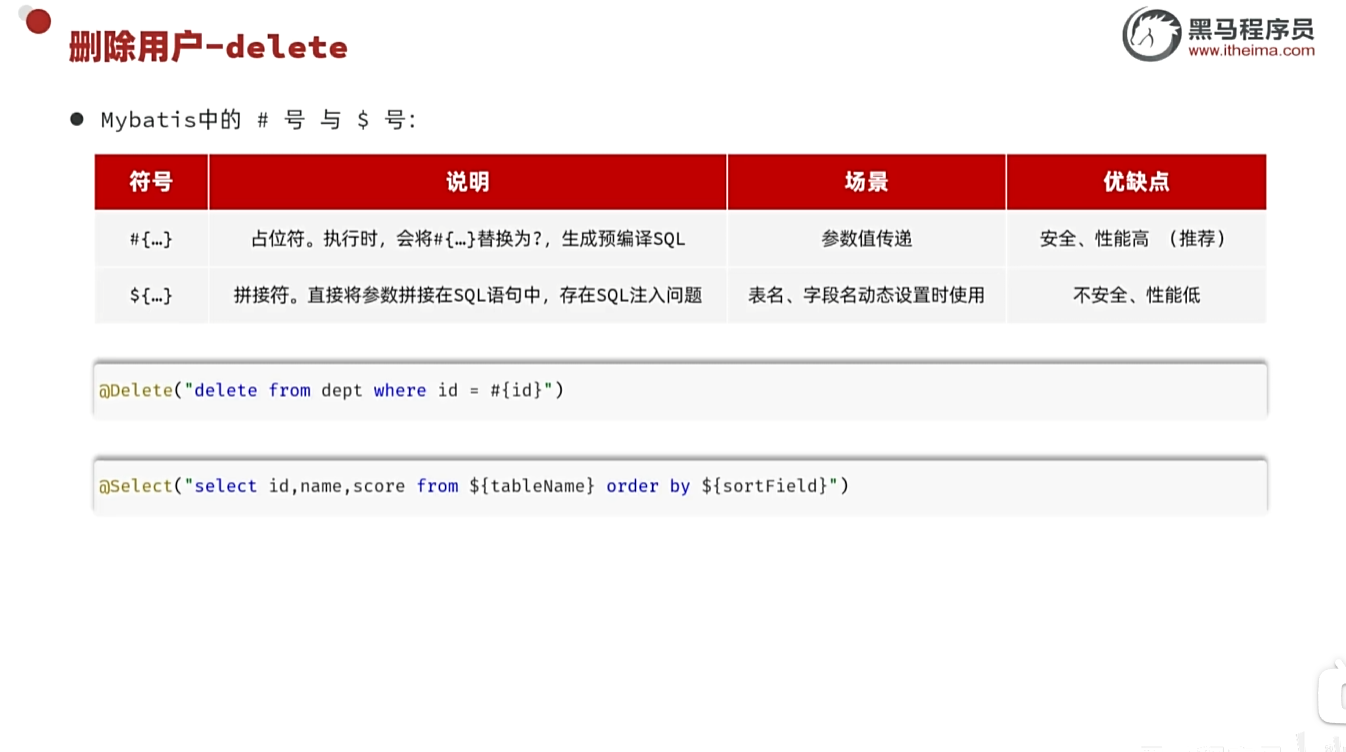 删除用户-delete
黑马程序员
www.itheima.com
Mybatis中的 # 号 与 $ 号:
符号 说明 场景 优缺点
#{…} 占位符。执行时，会将#{…}替换为?，生成预编译SQL 参数值传递 安全、性能高 （推荐）
${…} 拼接符。直接将参数拼接在SQL语句中，存在SQL注入问题 表名、字段名动态设置时使用 不安全、性能低
@Delete("delete from dept where id = #{id}")
@Select("select id,name,score from ${tableName} order by ${sortField}")